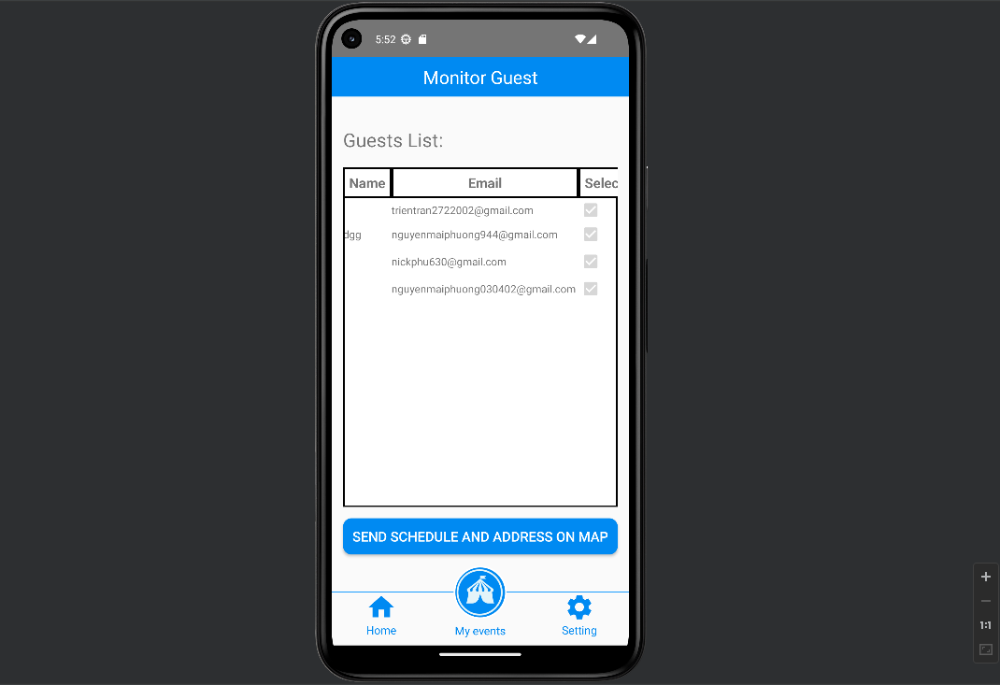 5:52
Monitor Guest
Guests List:
Name Email Selec
trientran2722002@gmail.com
dgg nguyenmaiphuong944@gmail.com
nickphu630@gmail.com
nguyenmaiphuong030402@gmail.com
SEND SCHEDULE AND ADDRESS ON MAP
Home My events Setting
1:1